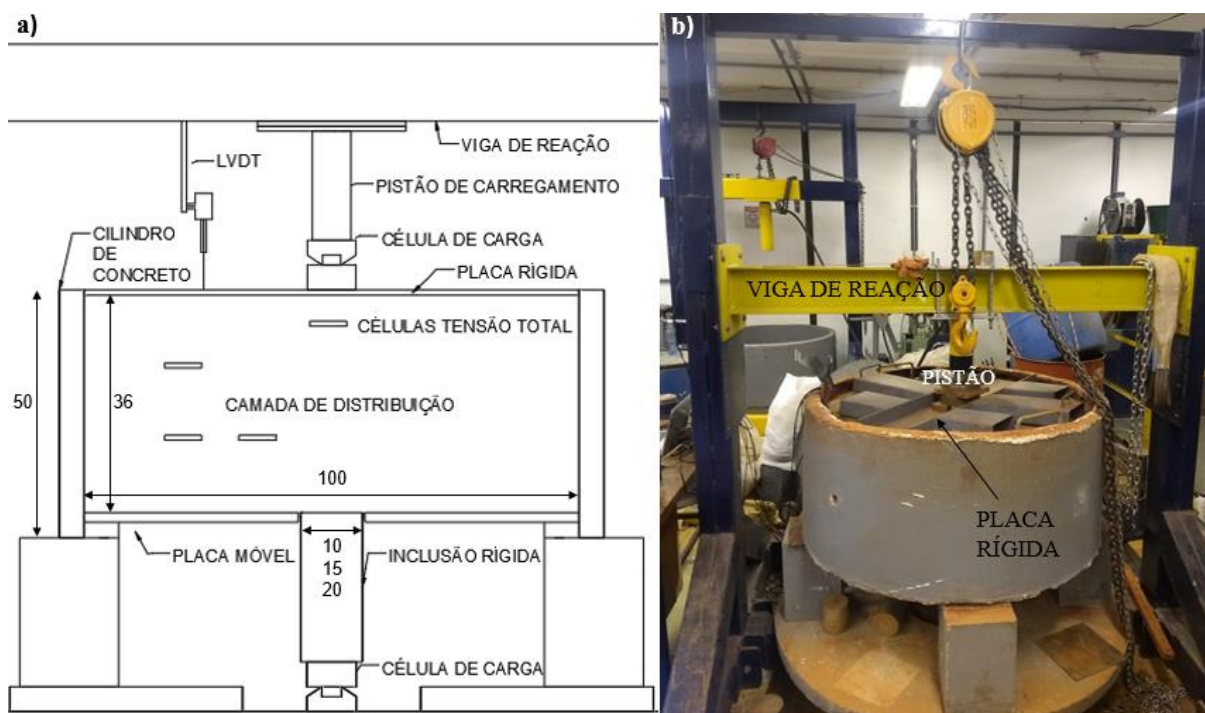 a)
LVDT
VIGA DE REAÇÃO
PISTÃO DE CARREGAMENTO
CILINDRO
DE
CONCRETO
CÉLULA DE CARGA
PLACA RÍGIDA
CÉLULAS TENSÃO TOTAL
50
36
CAMADA DE DISTRIBUIÇÃO
100
PLACA MÓVEL
10
15
20
INCLUSÃO RÍGIDA
CÉLULA DE CARGA
b)
VIGA DE REAÇÃO
PISTÃO
PLACA
RÍGIDA